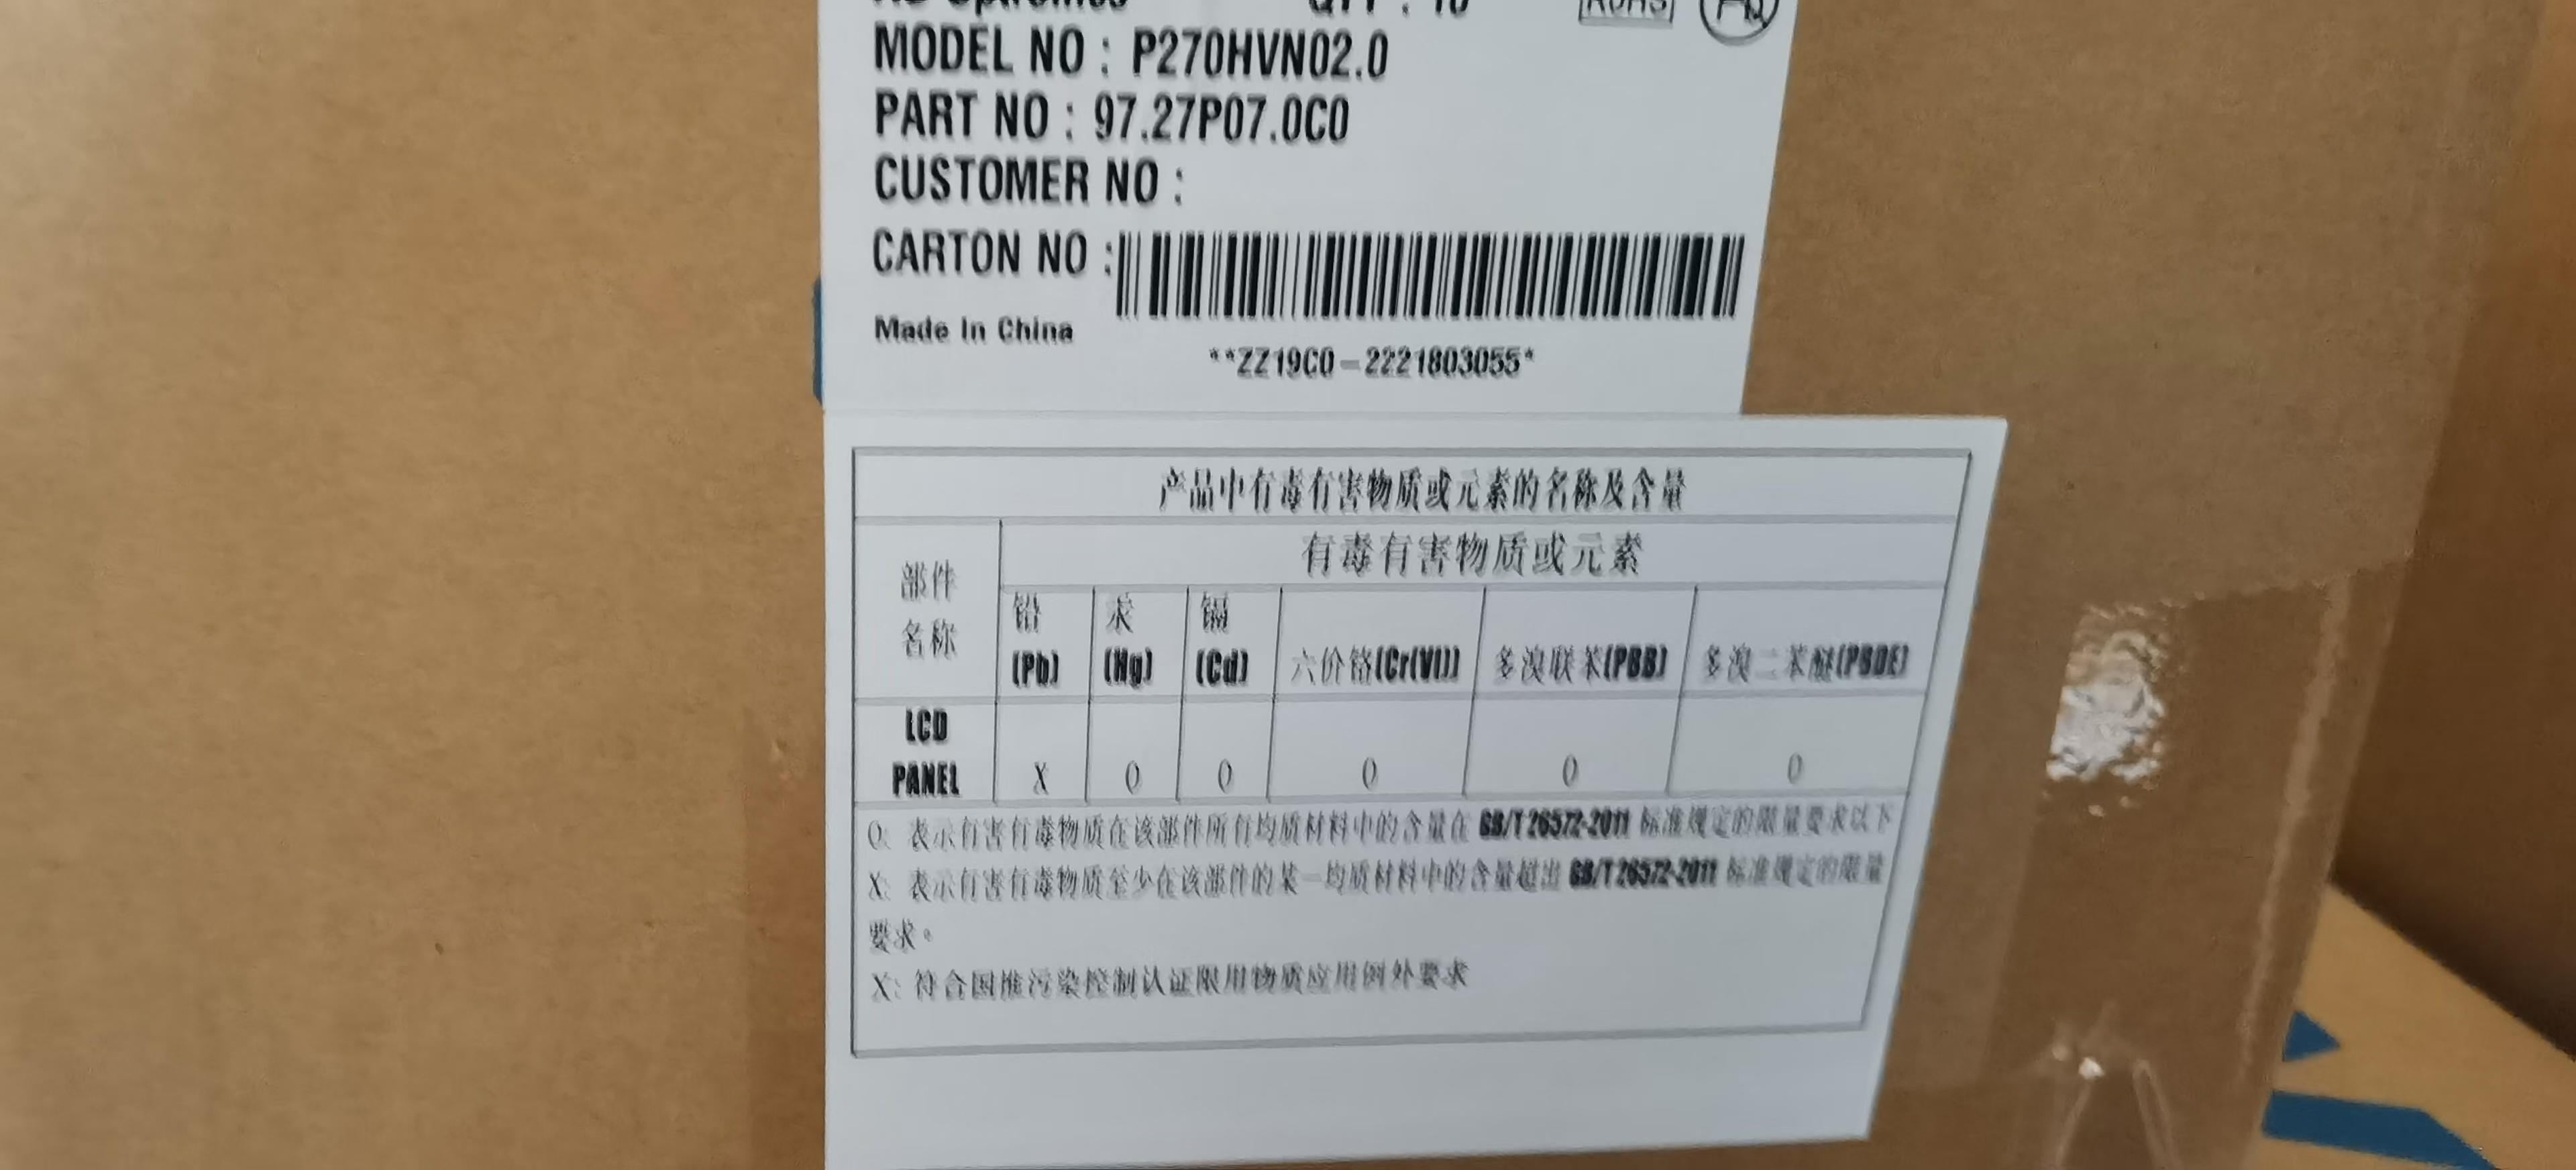 QTY : 10
RoHS
MODEL NO : P270HVN02.0
PART NO : 97.27P07.0C0
CUSTOMER NO :
CARTON NO :
Made In China
**ZZ19C0-2221803055*
产品中有毒有害物质或元素的名称及含量
部件
名称
有毒有害物质或元素
铅
(Pb)
汞
(Hg)
镉
(Cd)
六价铬(Cr(VI))
多溴联苯(PBB)
多溴二苯醚(PBDE)
LCD
PANEL
X
0
0
0
0
0
0: 表示有害有毒物质在该部件所有均质材料中的含量在 GB/T 26572-2011 标准规定的限量要求以下
X: 表示有害有毒物质至少在该部件的某一均质材料中的含量超出 GB/T 26572-2011 标准规定的限量
要求。
X: 符合国推污染控制认证限用物质应用例外要求